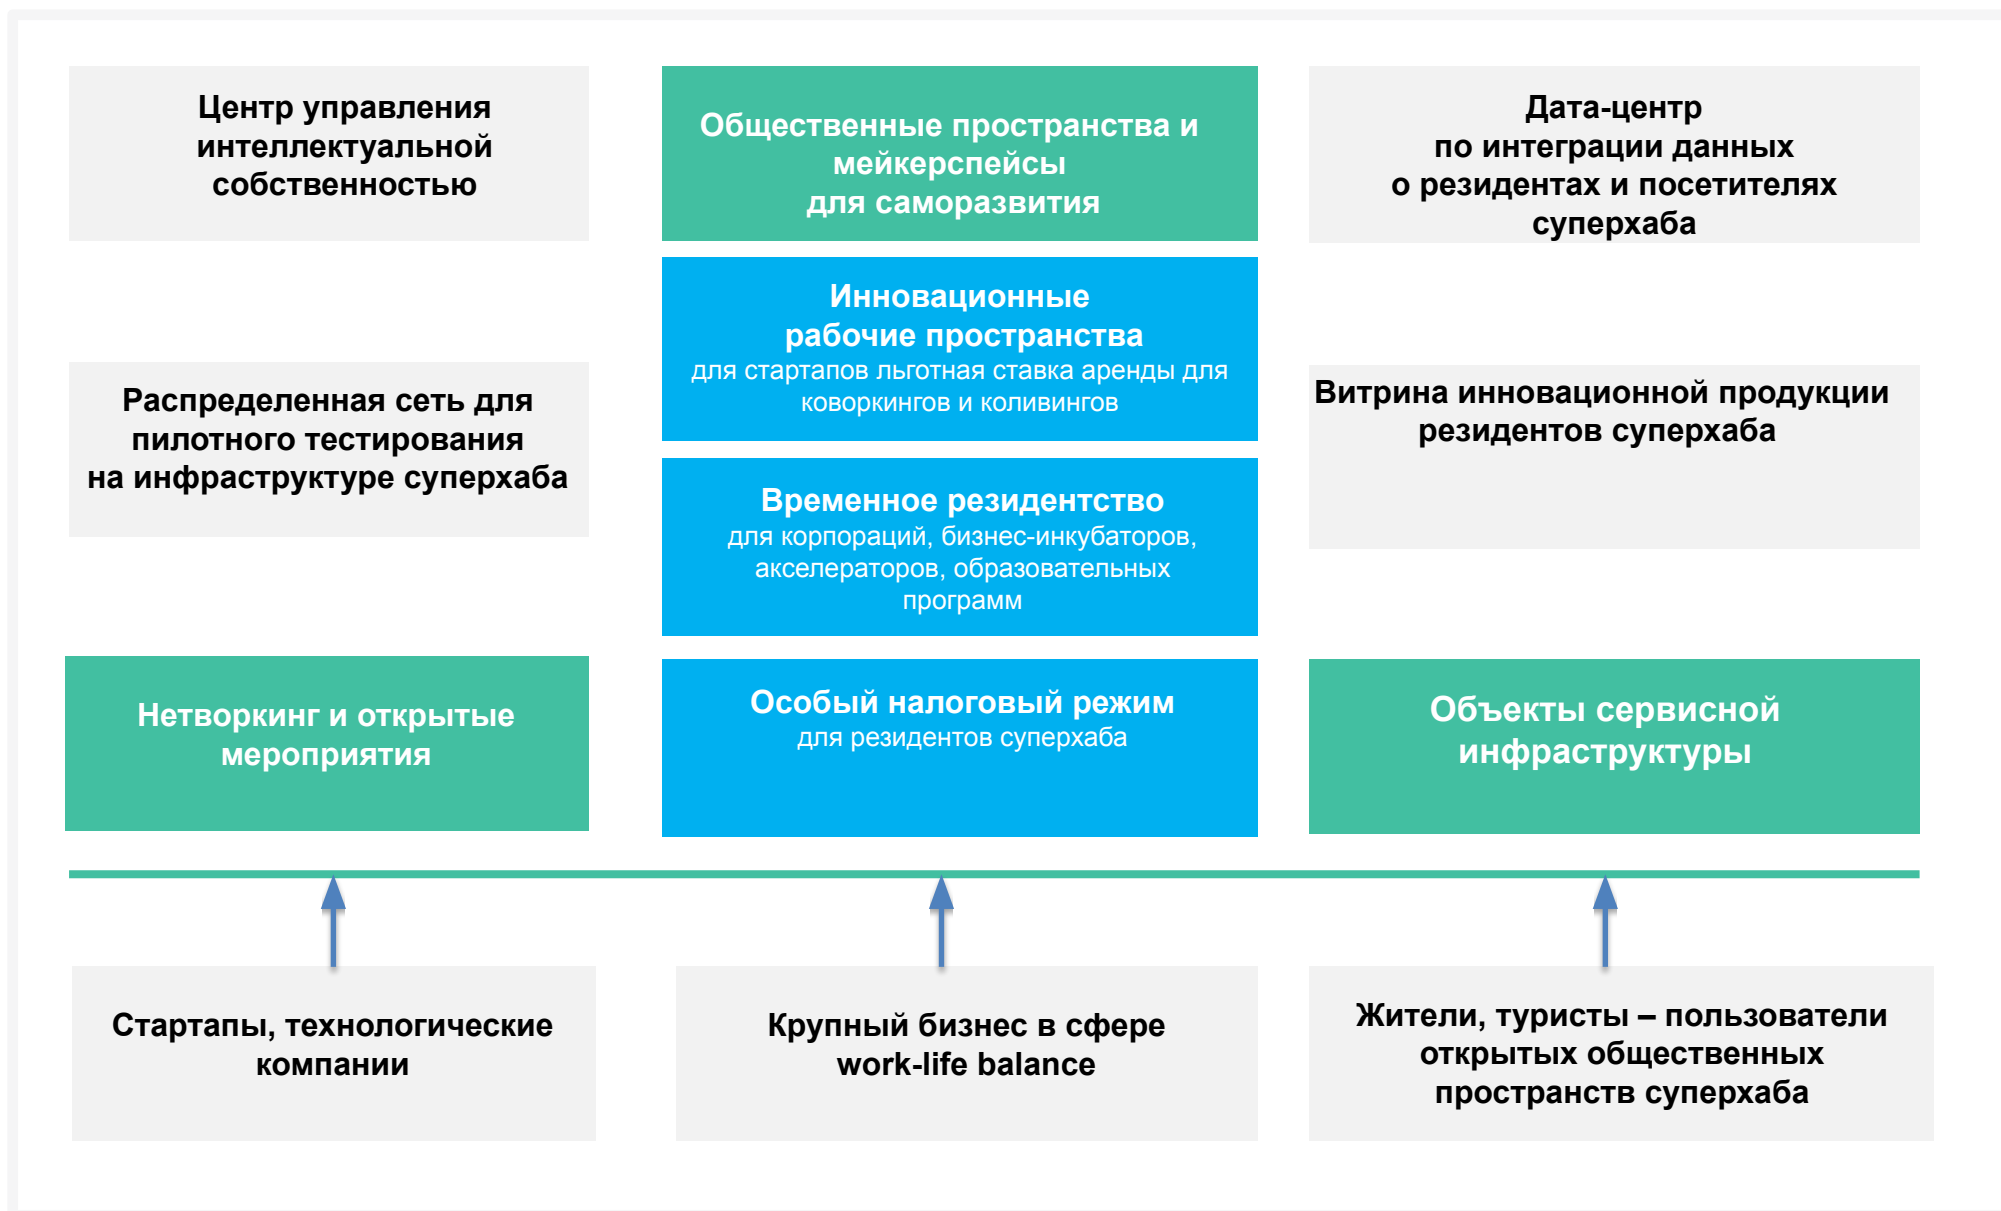 Центр управления
интеллектуальной
собственностью
Общественные пространства и
мейкерспейсы
для саморазвития
Дата-центр
по интеграции данных
о резидентах и посетителях
суперхаба
Инновационные
рабочие пространства
для стартапов льготная ставка аренды для
коворкингов и коливингов
Распределенная сеть для
пилотного тестирования
на инфраструктуре суперхаба
Витрина инновационной продукции
резидентов суперхаба
Временное резидентство
для корпораций, бизнес-инкубаторов,
акселераторов, образовательных
программ
Нетворкинг и открытые
мероприятия
Особый налоговый режим
для резидентов суперхаба
Объекты сервисной
инфраструктуры
Стартапы, технологические
компании
Крупный бизнес в сфере
work-life balance
Жители, туристы – пользователи
открытых общественных
пространств суперхаба